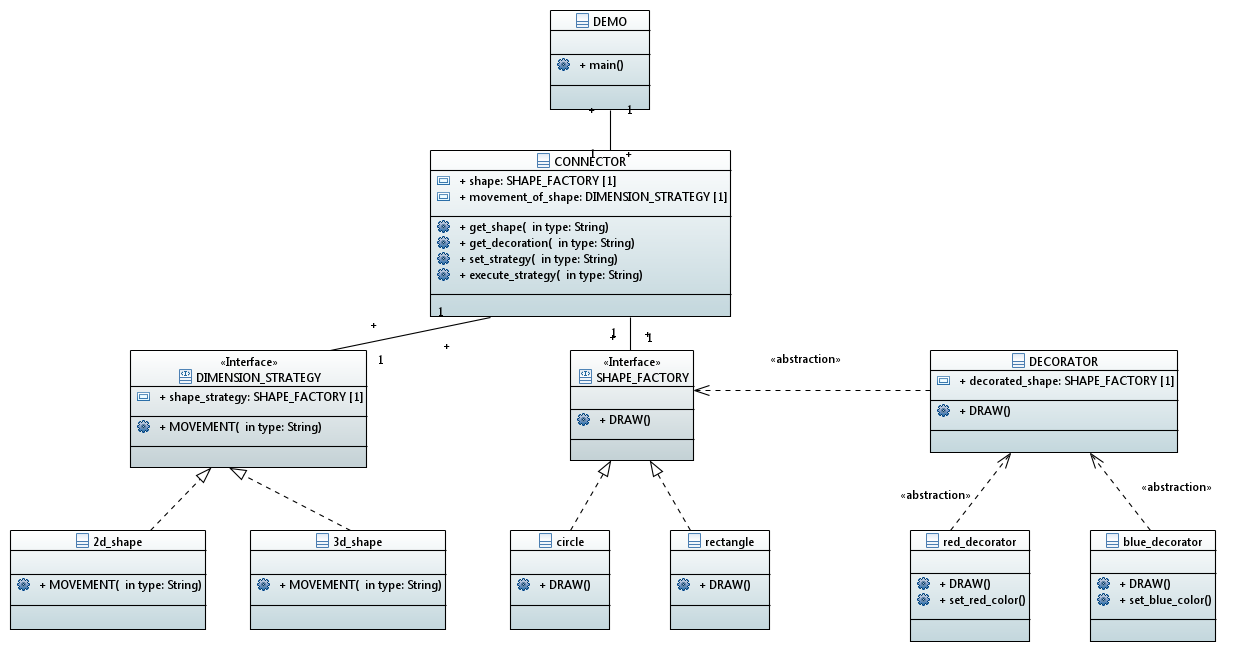 DEMO
+ main()
+ 1
1 +
CONNECTOR
+ shape: SHAPE_FACTORY [1]
+ movement_of_shape: DIMENSION_STRATEGY [1]
+ get_shape( in type: String)
+ get_decoration( in type: String)
+ set_strategy( in type: String)
+ execute_strategy( in type: String)
1
+
+
1
1 +
+ 1
«Interface»
DIMENSION_STRATEGY
+ shape_strategy: SHAPE_FACTORY [1]
+ MOVEMENT( in type: String)
«Interface»
SHAPE_FACTORY
+ DRAW()
«abstraction»
DECORATOR
+ decorated_shape: SHAPE_FACTORY [1]
+ DRAW()
«abstraction»
«abstraction»
2d_shape
+ MOVEMENT( in type: String)
3d_shape
+ MOVEMENT( in type: String)
circle
+ DRAW()
rectangle
+ DRAW()
red_decorator
+ DRAW()
+ set_red_color()
blue_decorator
+ DRAW()
+ set_blue_color()